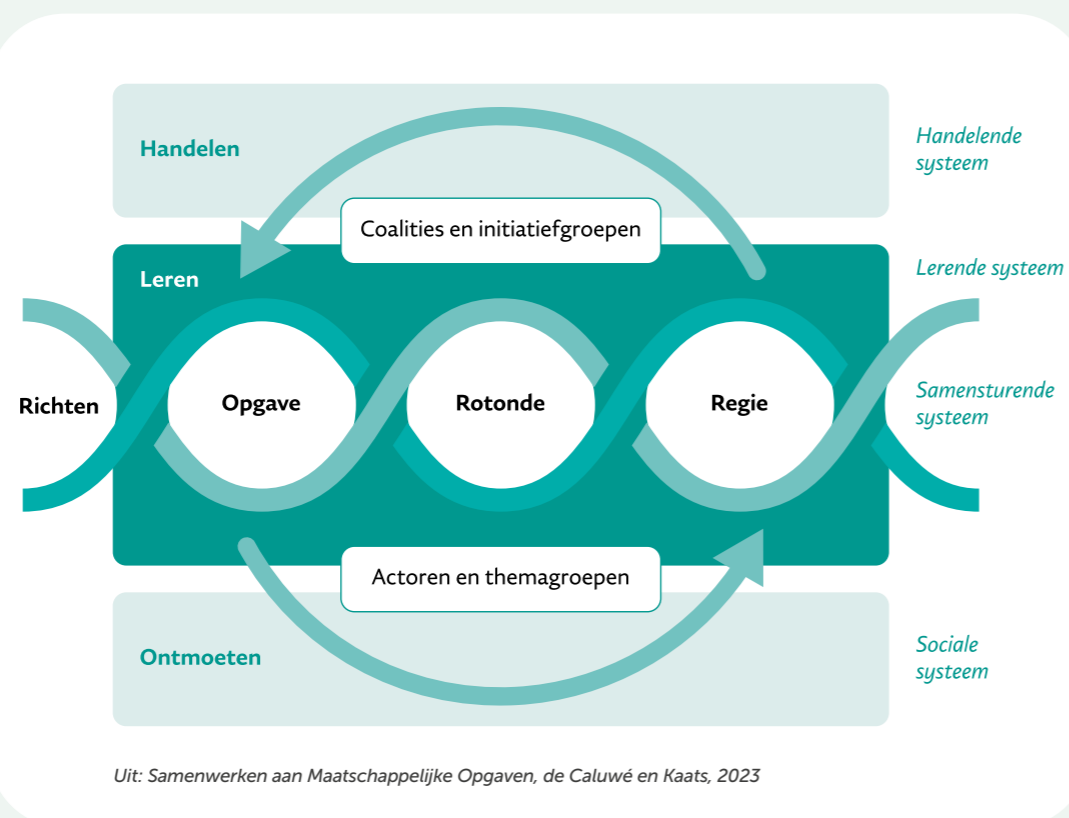 Handelen
Handelende
systeem
Coalities en initiatiefgroepen
Leren
Lerende systeem
Richten
Opgave
Rotonde
Regie
Samensturende
systeem
Actoren en themagroepen
Ontmoeten
Sociale
systeem
Uit: Samenwerken aan Maatschappelijke Opgaven, de Caluwé en Kaats, 2023